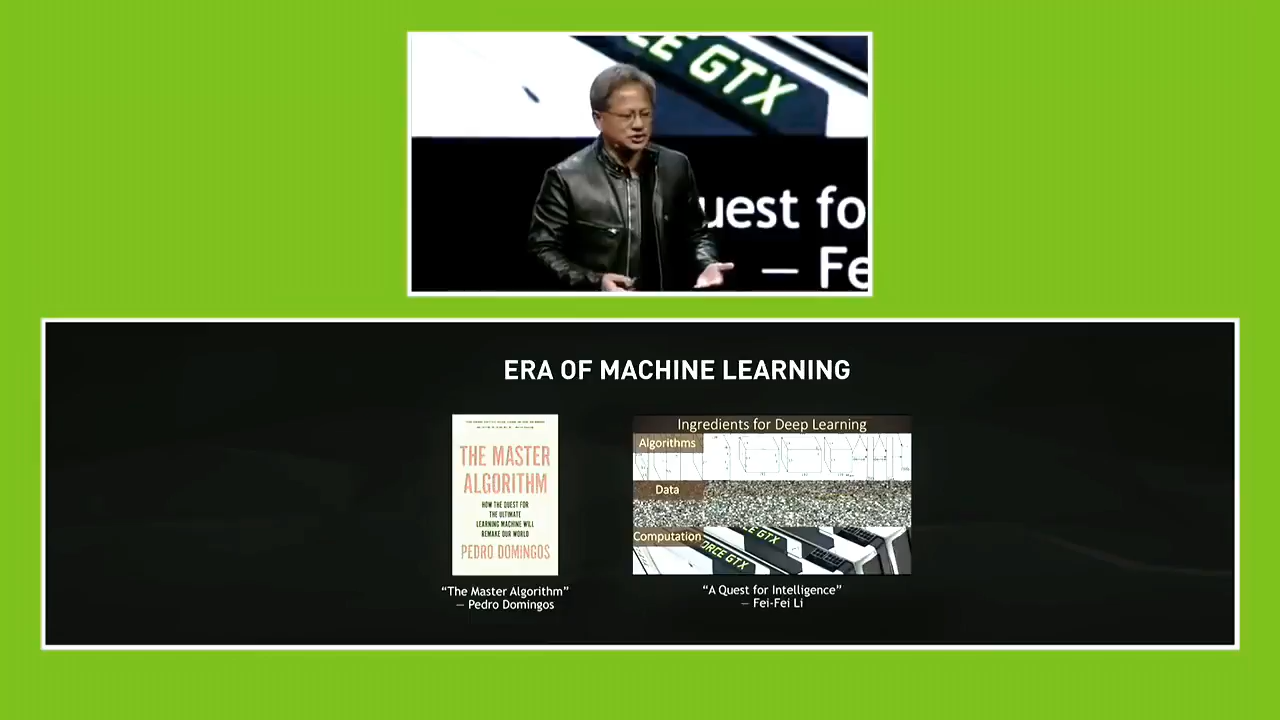 CE GTX
uest fo
– Fe
ERA OF MACHINE LEARNING
THE MASTER
ALGORITHM
HOW THE QUEST FOR
THE ULTIMATE
LEARNING MACHINE WILL
REMAKE OUR WORLD
PEDRO DOMINGOS
"The Master Algorithm"
– Pedro Domingos
Ingredients for Deep Learning
Algorithms
Data
Computation
ORCE GTX
CE GTX
"A Quest for Intelligence"
– Fei-Fei Li